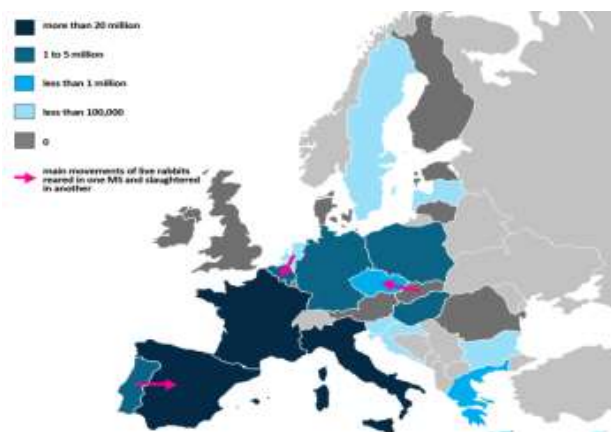 more than 20 million
1 to 5 million
less than 1 million
less than 100,000
0
main movements of live rabbits
reared in one MS and slaughtered
in another